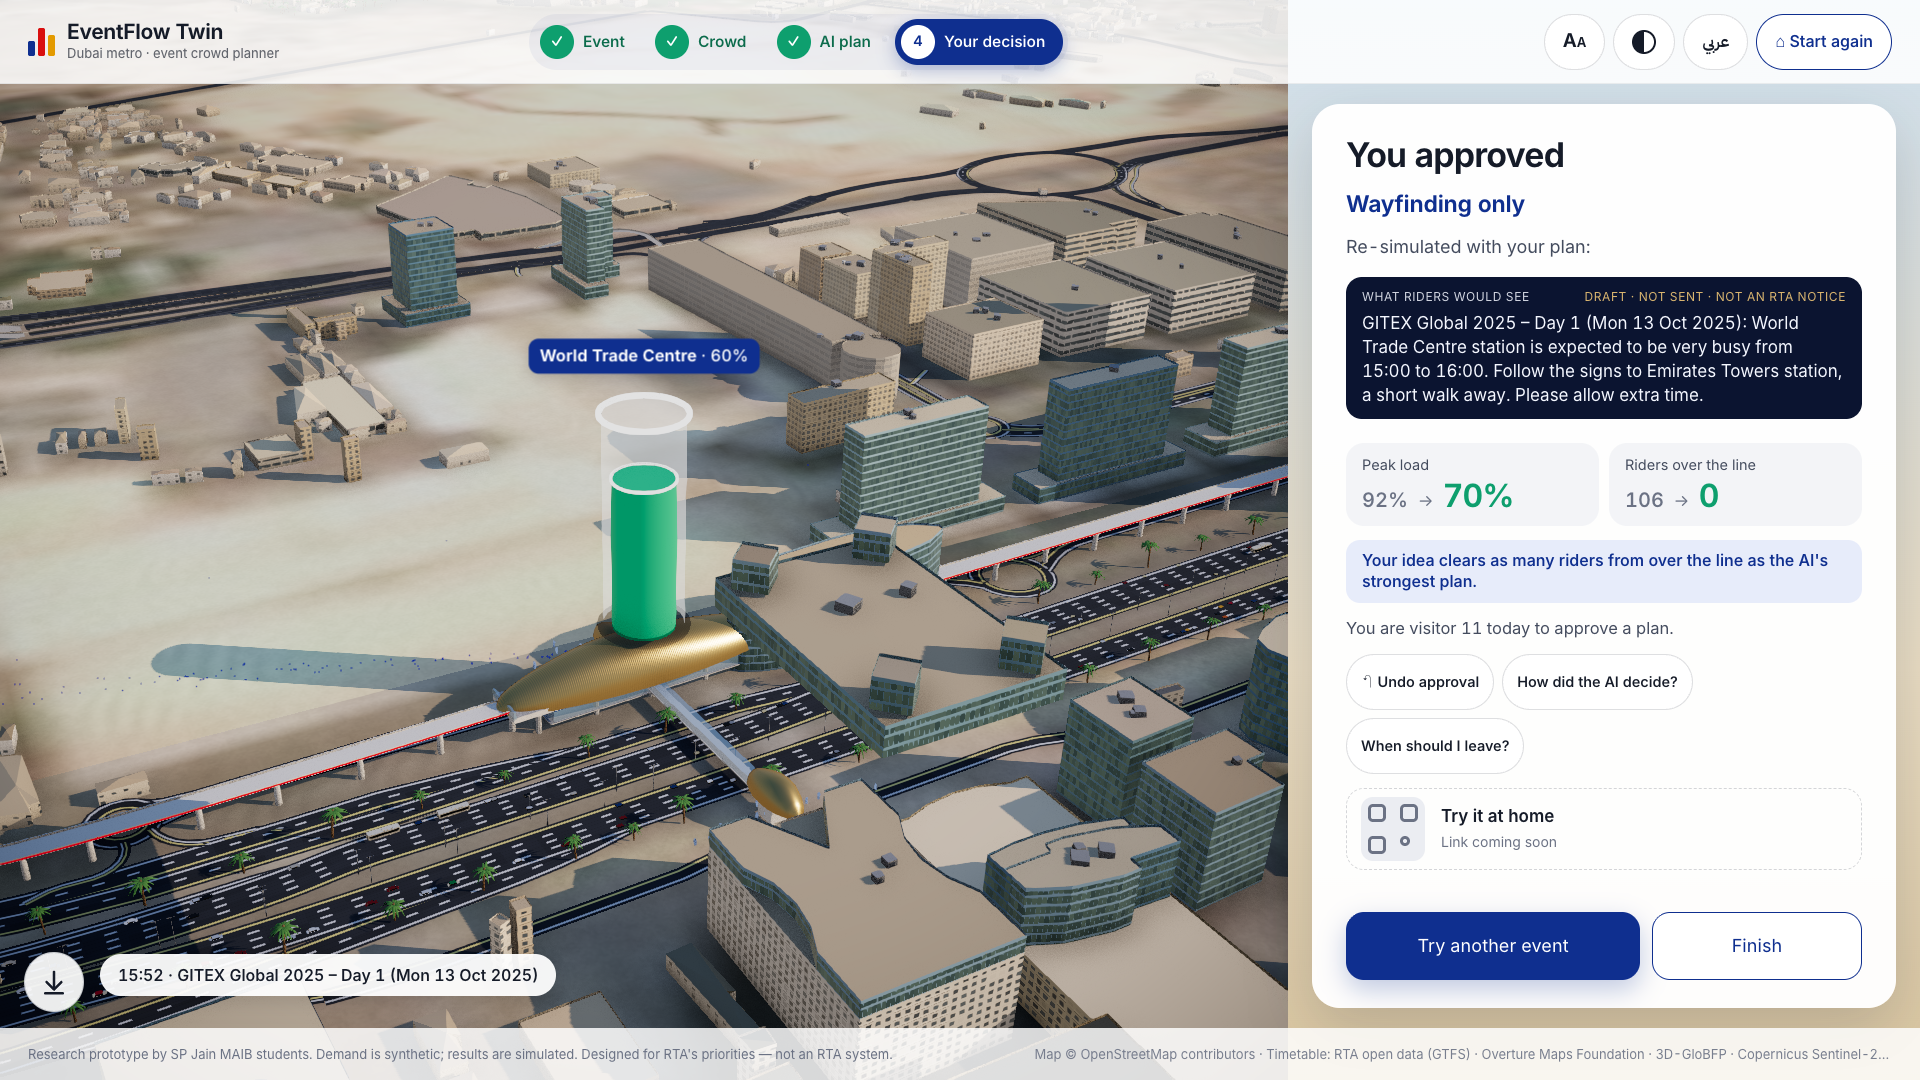 EventFlow Twin
Dubai metro · event crowd planner
Event
Crowd
AI plan
4 Your decision
AA
عربي
⌂ Start again
World Trade Centre · 60%
15:52 · GITEX Global 2025 – Day 1 (Mon 13 Oct 2025)
You approved
Wayfinding only
Re-simulated with your plan:
WHAT RIDERS WOULD SEE
DRAFT · NOT SENT · NOT AN RTA NOTICE
GITEX Global 2025 – Day 1 (Mon 13 Oct 2025): World
Trade Centre station is expected to be very busy from
15:00 to 16:00. Follow the signs to Emirates Towers station,
a short walk away. Please allow extra time.
Peak load
92% → 70%
Riders over the line
106 → 0
Your idea clears as many riders from over the line as the AI's
strongest plan.
You are visitor 11 today to approve a plan.
Undo approval
How did the AI decide?
When should I leave?
Try it at home
Link coming soon
Try another event
Finish
Research prototype by SP Jain MAIB students. Demand is synthetic; results are simulated. Designed for RTA's priorities — not an RTA system.
Map © OpenStreetMap contributors · Timetable: RTA open data (GTFS) · Overture Maps Foundation · 3D-GloBFP · Copernicus Sentinel-2...